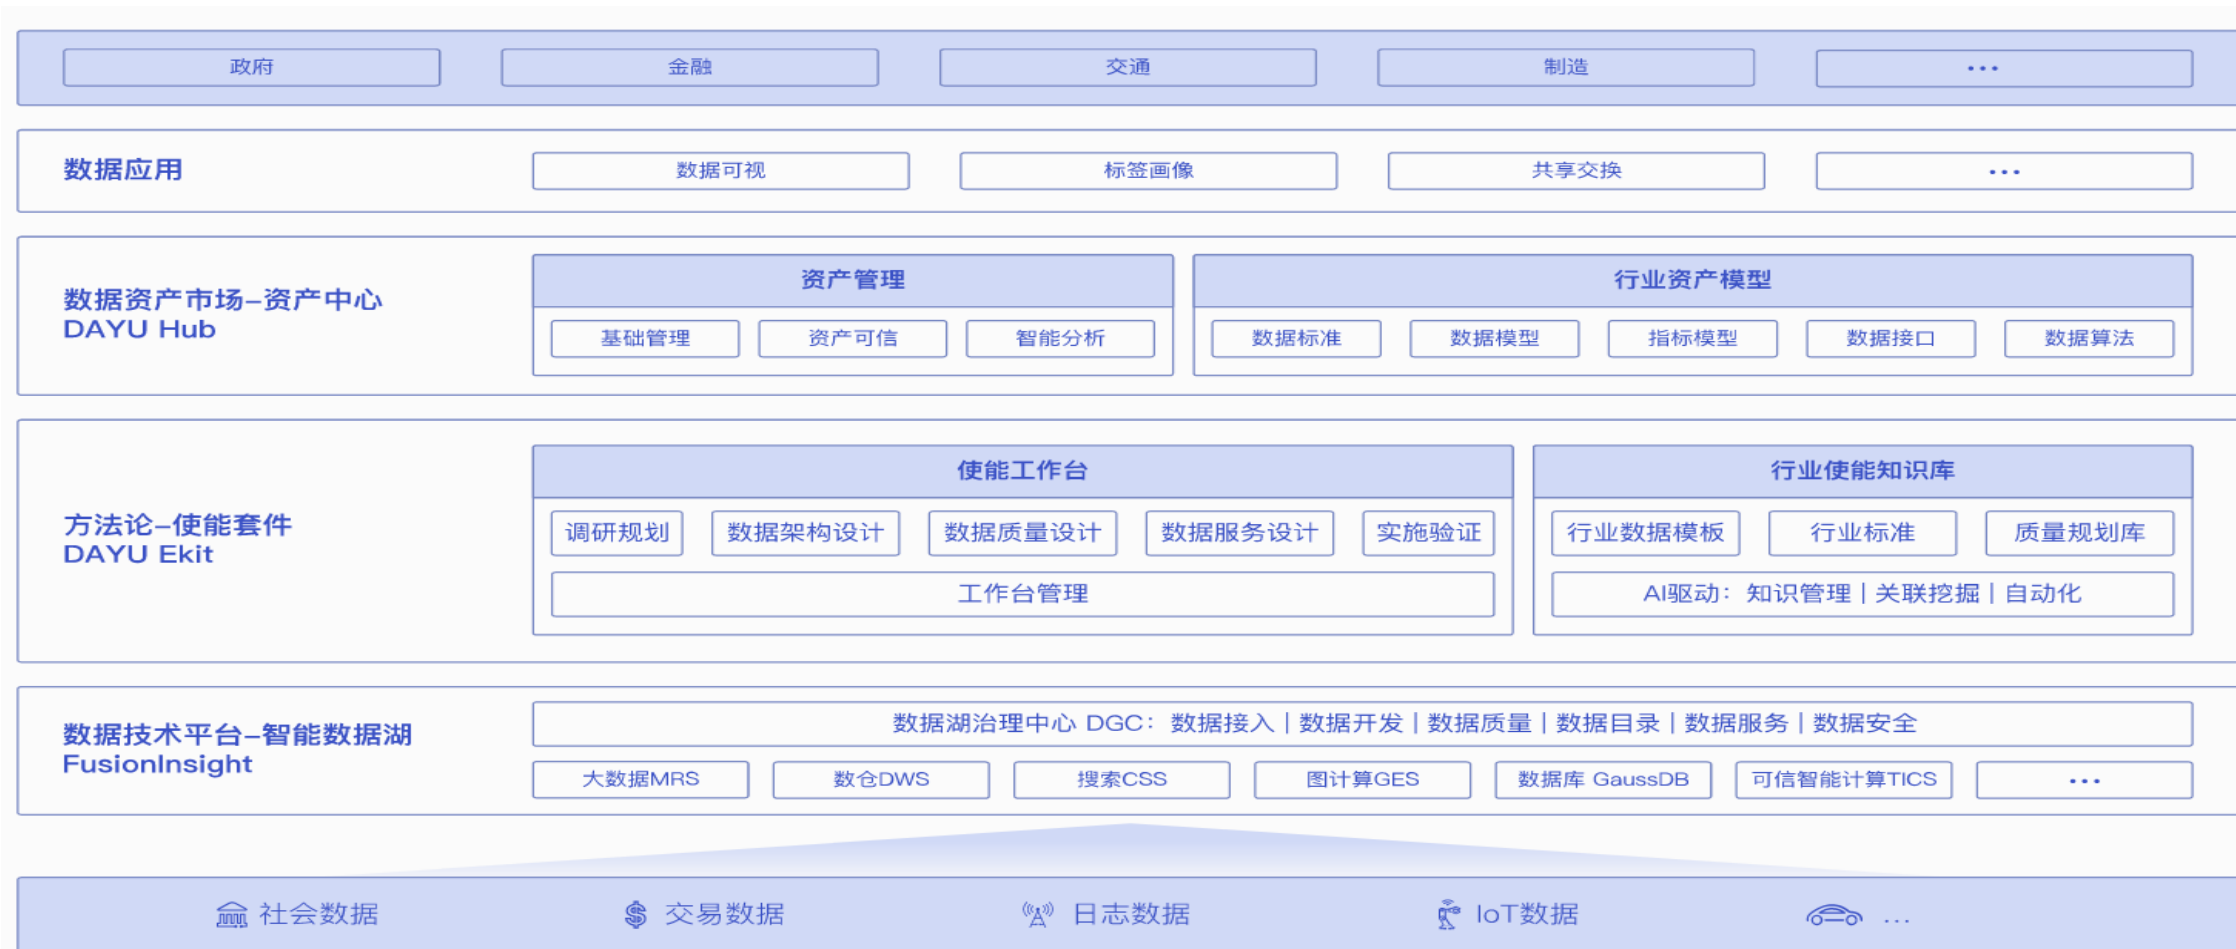 政府 金融 交通 制造 ...
数据应用 数据可视 标签画像 共享交换 ...
数据资产市场–资产中心
DAYU Hub
资产管理 行业资产模型
基础管理 资产可信 智能分析 数据标准 数据模型 指标模型 数据接口 数据算法
方法论–使能套件
DAYU Ekit
使能工作台 行业使能知识库
调研规划 数据架构设计 数据质量设计 数据服务设计 实施验证 行业数据模板 行业标准 质量规划库
工作台管理 AI驱动：知识管理 | 关联挖掘 | 自动化
数据技术平台–智能数据湖
FusionInsight
数据湖治理中心 DGC：数据接入 | 数据开发 | 数据质量 | 数据目录 | 数据服务 | 数据安全
大数据MRS 数仓DWS 搜索CSS 图计算GES 数据库 GaussDB 可信智能计算TICS ...
社会数据 交易数据 日志数据 IoT数据 ...